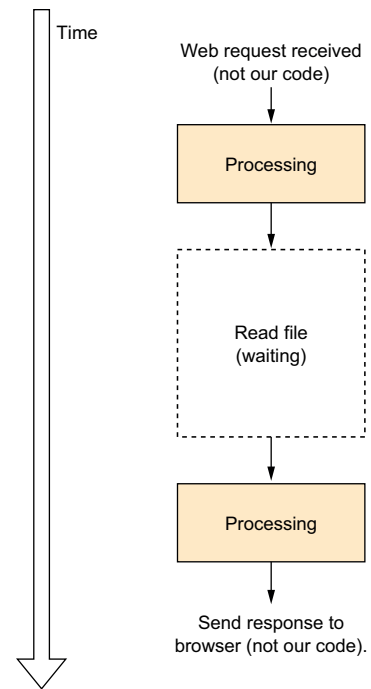 Time
Web request received
(not our code)
Processing
Read file
(waiting)
Processing
Send response to
browser (not our code).